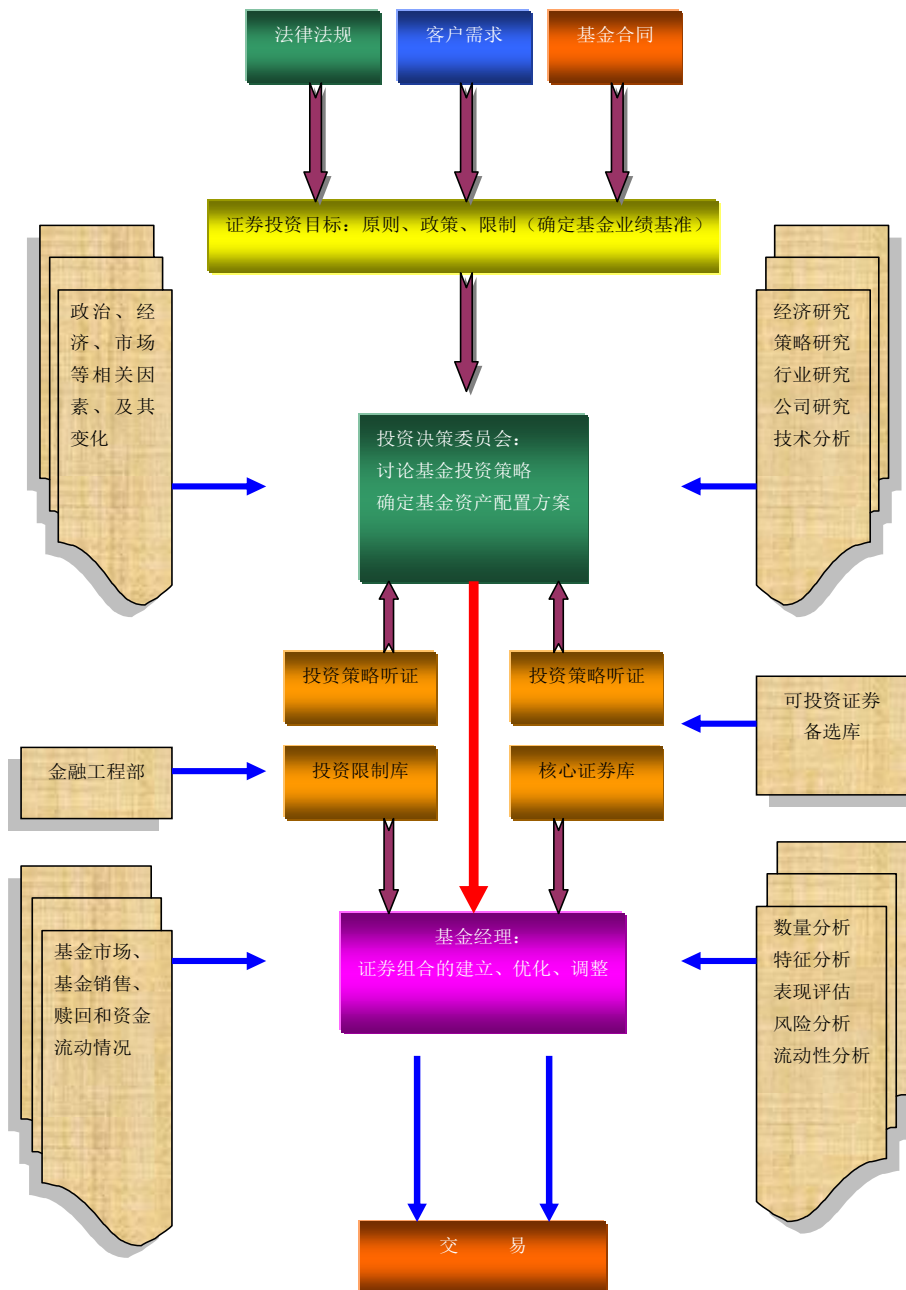 法律法规
客户需求
基金合同
证券投资目标：原则、政策、限制（确定基金业绩基准）
政治、经
济、市场
等相关因
素、及其
变化
经济研究
策略研究
行业研究
公司研究
技术分析
投资决策委员会：
讨论基金投资策略
确定基金资产配置方案
投资策略听证
投资策略听证
可投资证券
备选库
金融工程部
投资限制库
核心证券库
基金经理：
证券组合的建立、优化、调整
基金市场、
基金销售、
赎回和资金
流动情况
数量分析
特征分析
表现评估
风险分析
流动性分析
交 易